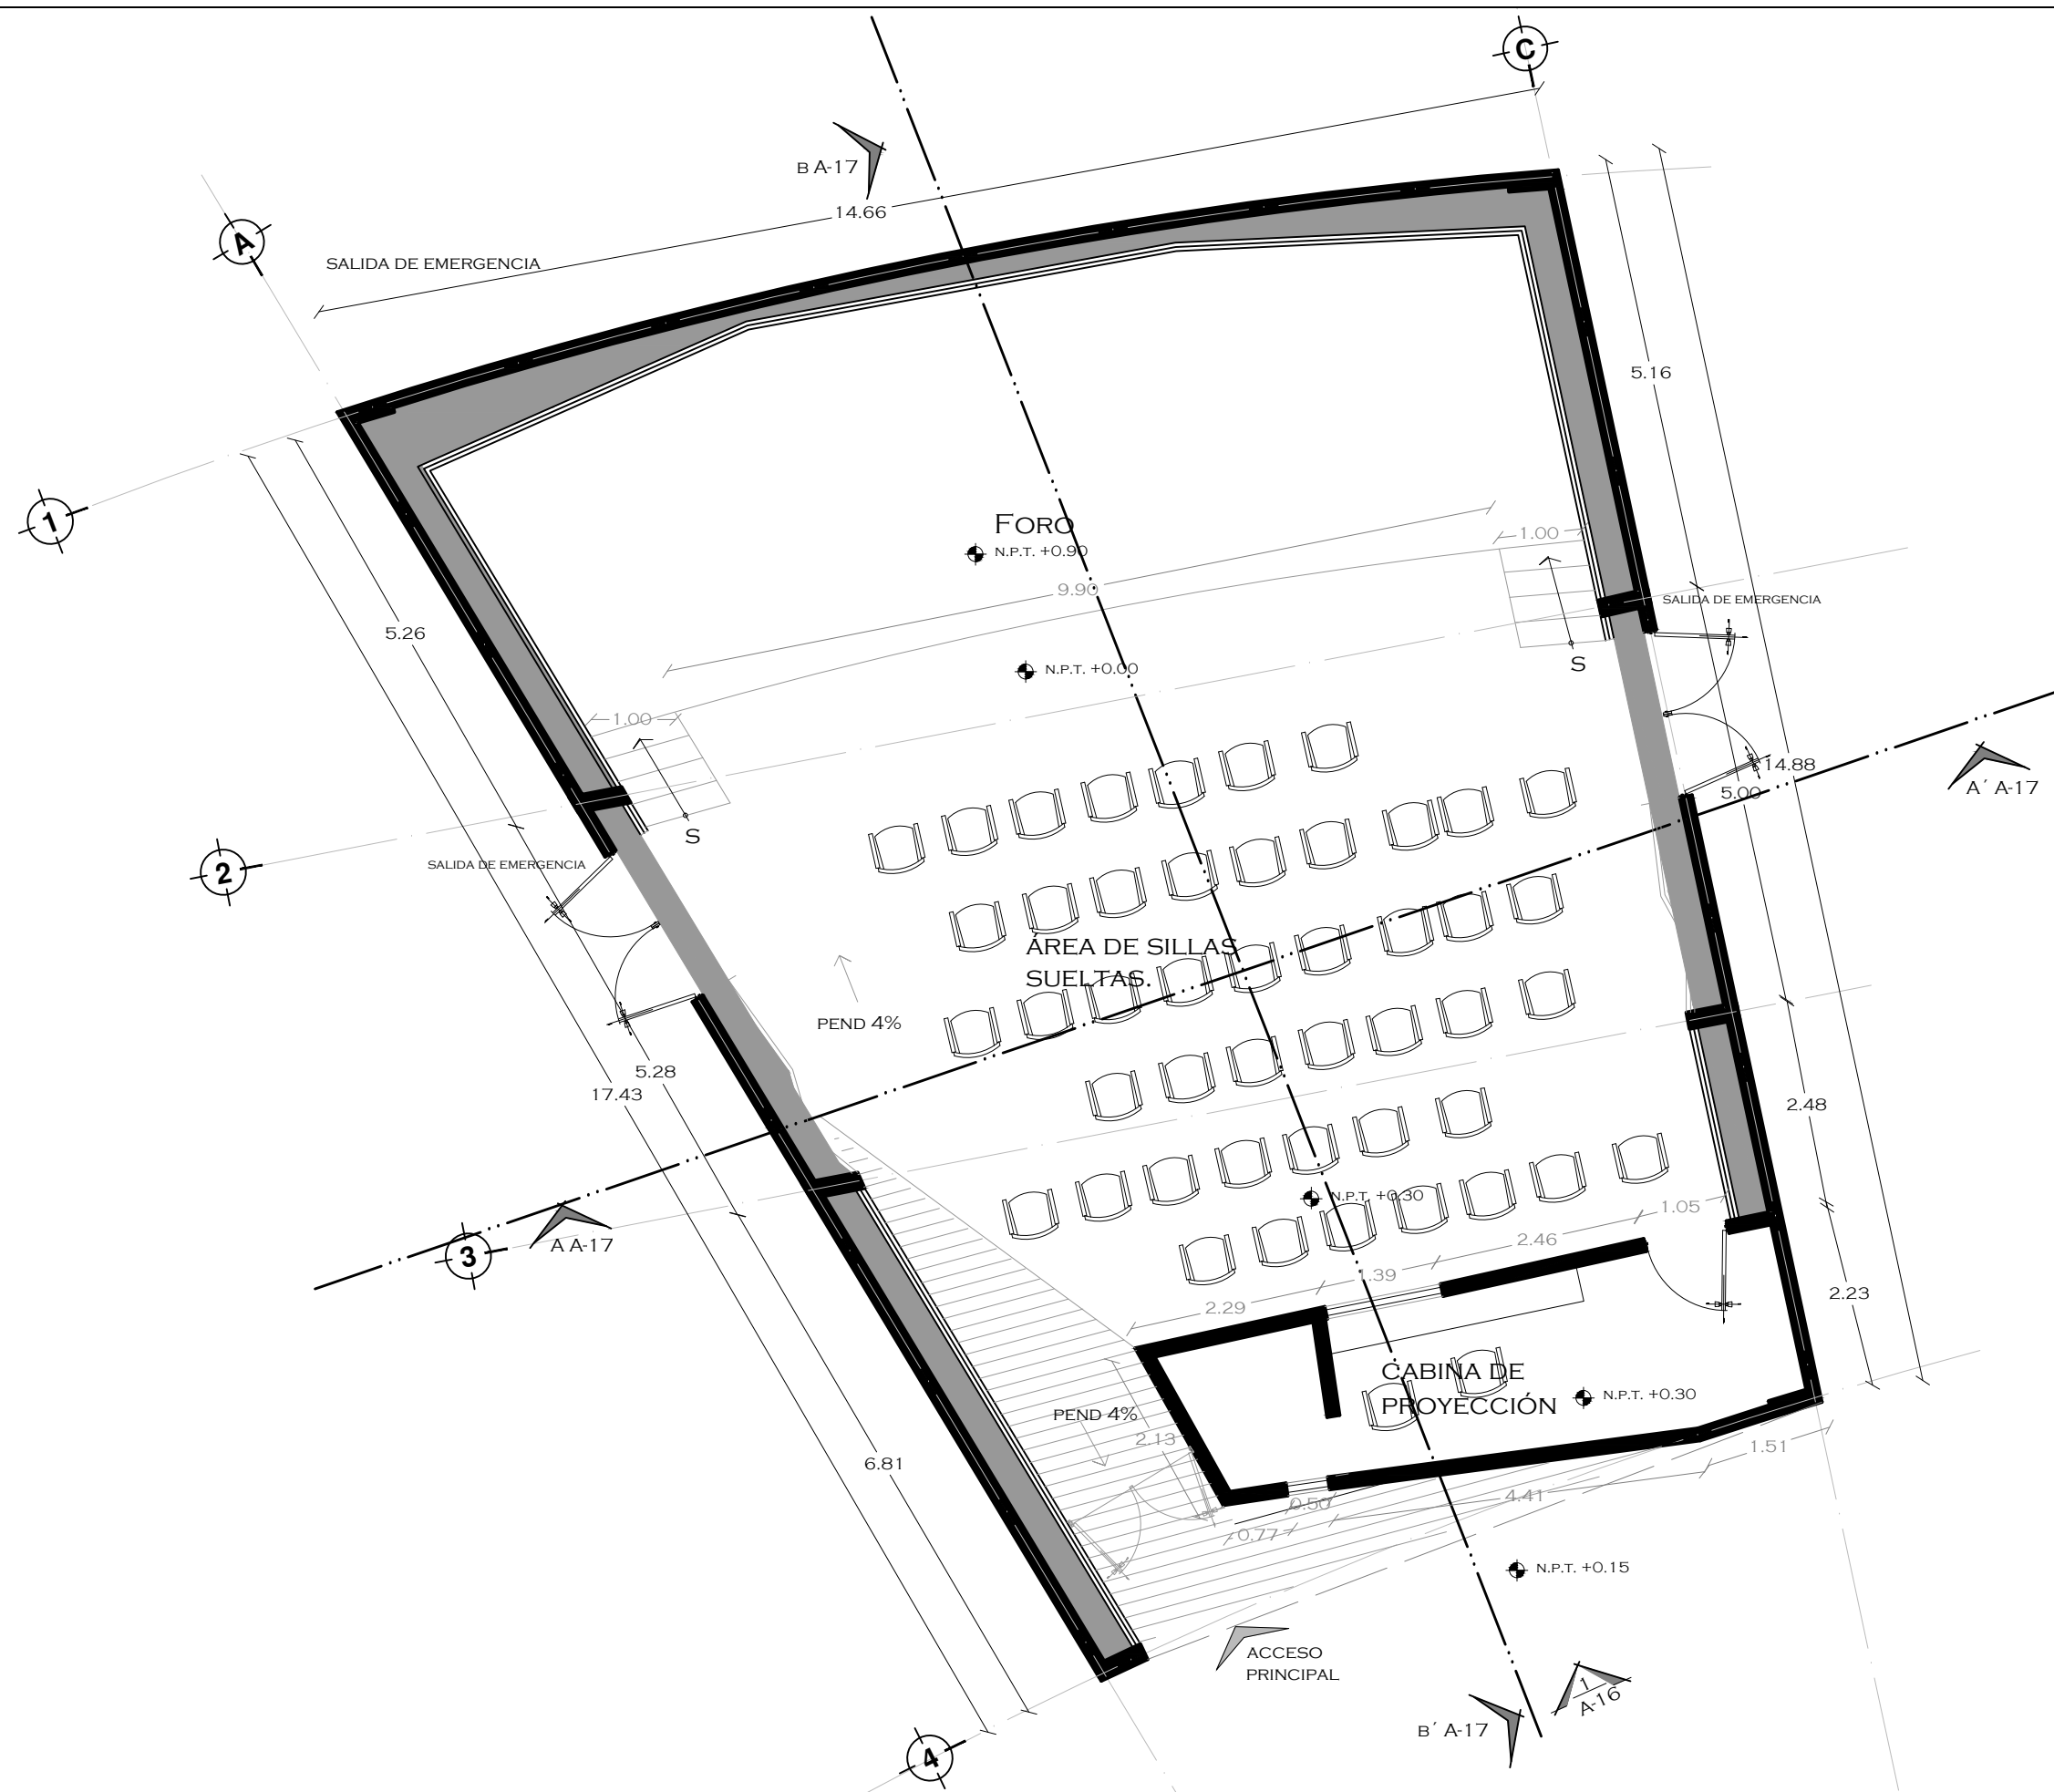 C
B A-17
14.66
A
SALIDA DE EMERGENCIA
5.16
1
FORO
N.P.T. +0.90
1.00
9.90
SALIDA DE EMERGENCIA
5.26
N.P.T. +0.00
S
1.00
14.88
5.00
A´ A-17
S
SALIDA DE EMERGENCIA
2
ÁREA DE SILLAS
SUELTAS.
PEND 4%
5.28
17.43
2.48
N.P.T. +0.30
1.05
3
A A-17
2.46
1.39
2.29
2.23
CABINA DE
PROYECCIÓN
N.P.T. +0.30
PEND 4%
2.13
1.51
6.81
4.41
0.50
0.77
N.P.T. +0.15
ACCESO
PRINCIPAL
1
A-16
B´ A-17
4